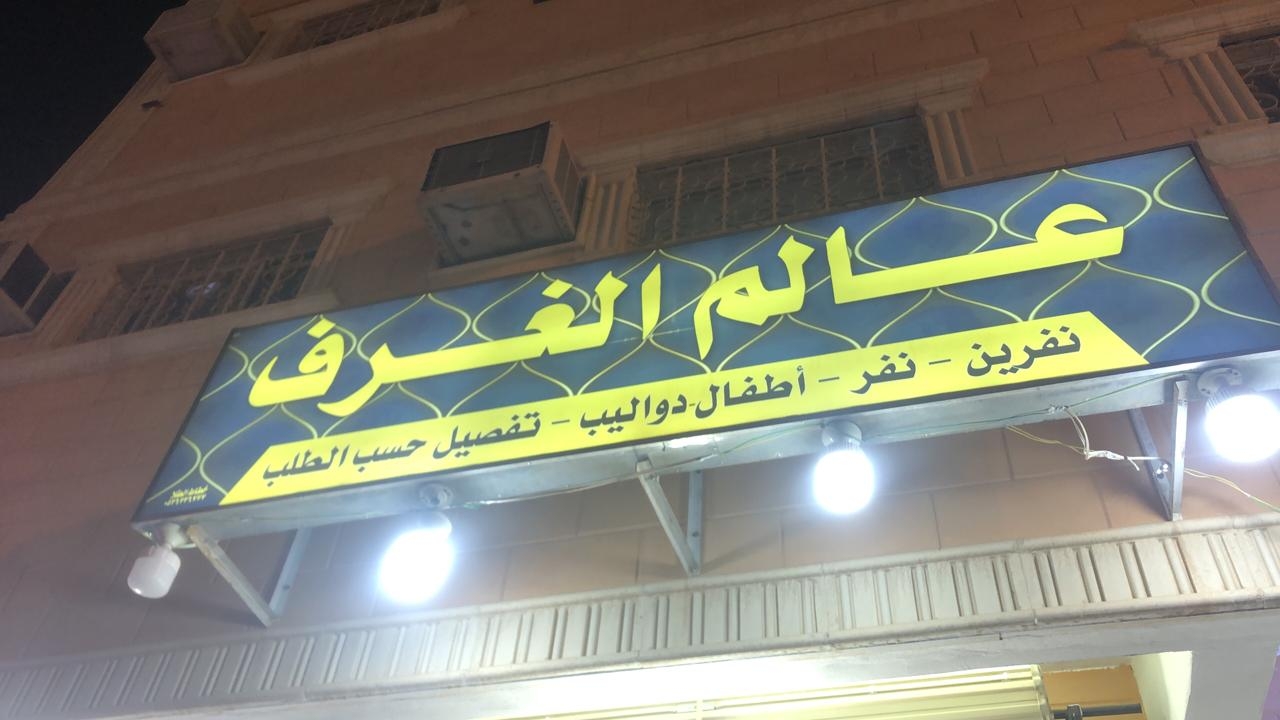 عالم الغرف
نفرين - نفر - أطفال - دواليب - تفصيل حسب الطلب